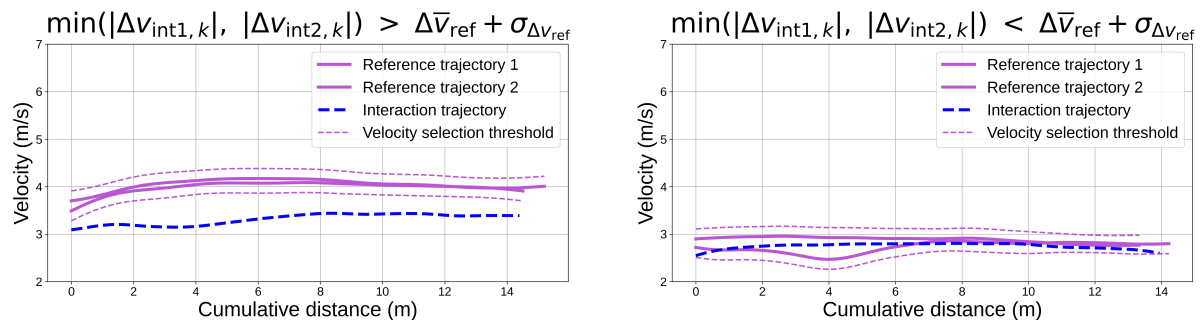 min(|Δv_int1, k|, |Δv_int2, k|) > Δv̅_ref + σ_Δv_ref
7
6
5
4
3
2
Velocity (m/s)
Reference trajectory 1
Reference trajectory 2
Interaction trajectory
Velocity selection threshold
0 2 4 6 8 10 12 14
Cumulative distance (m)
min(|Δv_int1, k|, |Δv_int2, k|) < Δv̅_ref + σ_Δv_ref
7
6
5
4
3
2
Velocity (m/s)
Reference trajectory 1
Reference trajectory 2
Interaction trajectory
Velocity selection threshold
0 2 4 6 8 10 12 14
Cumulative distance (m)